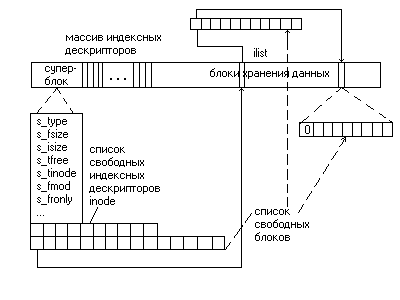 массив индексных
дескрипторов
ilist
супер-
блок
...
блоки хранения данных
0
s_type
s_fsize
s_isize
s_tfree
s_tinode
s_fmod
s_fronly
...
список
свободных
индексных
дескрипторов
inode
список
свободных
блоков